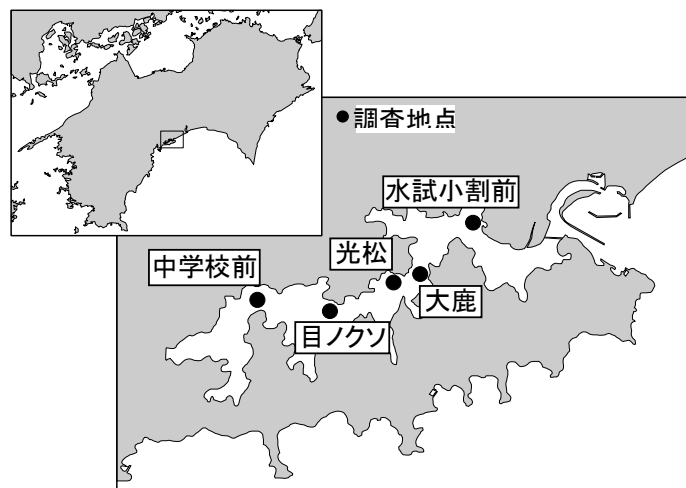 ●調査地点
水試小割前
光松
中学校前
大鹿
目ノクソ